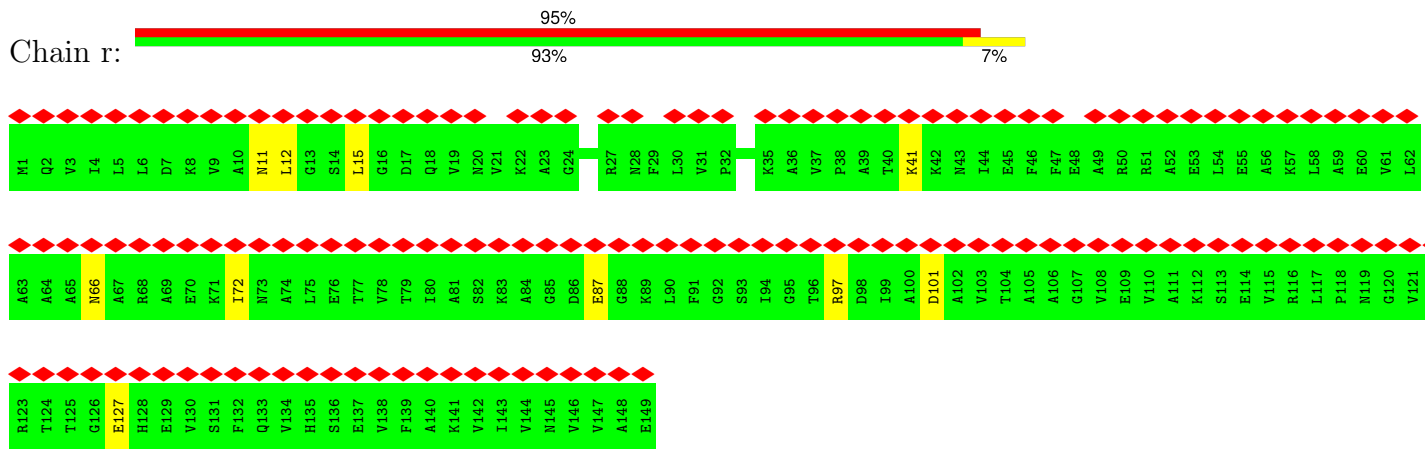 95%
Chain r:
93% 7%
M1 Q2 V3 I4 L5 L6 D7 K8 V9 A10 N11 L12 G13 S14 L15 G16 D17 Q18 V19 N20 V21 K22 A23 G24 R27 N28 F29 L30 V31 P32 K35 A36 V37 P38 A39 T40 K41 K42 N43 I44 E45 F46 F47 E48 A49 R50 R51 A52 E53 L54 E55 A56 K57 L58 A59 E60 V61 L62
A63 A64 A65 N66 A67 R68 A69 E70 K71 I72 N73 A74 L75 E76 T77 V78 T79 I80 A81 S82 K83 A84 G85 D86 E87 G88 K89 L90 F91 G92 S93 I94 G95 T96 R97 D98 I99 A100 D101 A102 V103 T104 A105 A106 G107 V108 E109 V110 A111 K112 S113 E114 V115 R116 L117 P118 N119 G120 V121
R123 T124 T125 G126 E127 H128 E129 V130 S131 F132 Q133 V134 H135 S136 E137 V138 F139 A140 K141 V142 I143 V144 N145 V146 V147 A148 E149